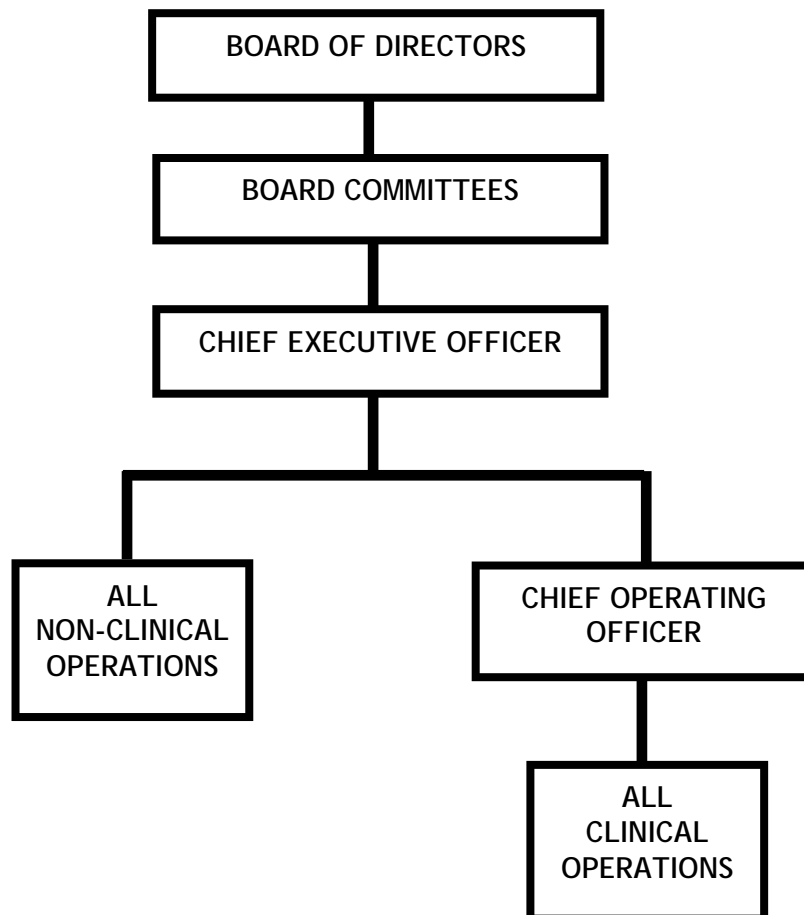 BOARD OF DIRECTORS
BOARD COMMITTEES
CHIEF EXECUTIVE OFFICER
ALL
NON-CLINICAL
OPERATIONS
CHIEF OPERATING
OFFICER
ALL
CLINICAL
OPERATIONS